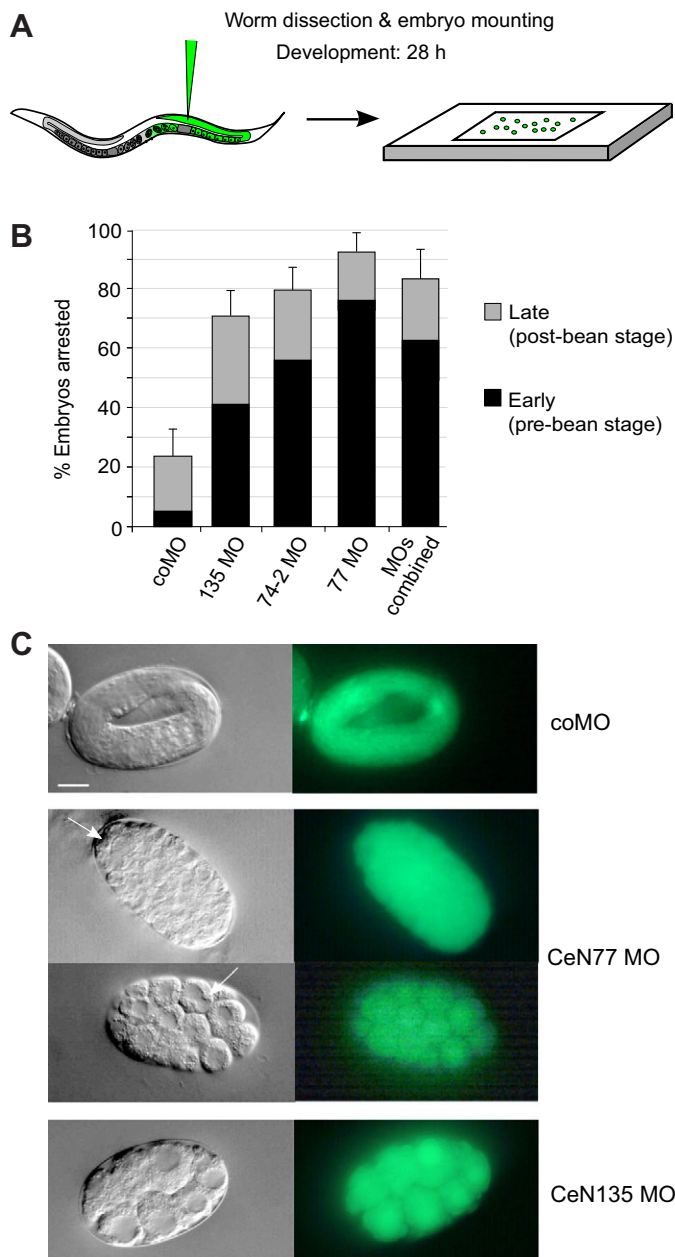 A
Worm dissection & embryo mounting
Development: 28 h
B
% Embryos arrested
100
80
60
40
20
0
coMO
135 MO
74-2 MO
77 MO
MOs
combined
Late
(post-bean stage)
Early
(pre-bean stage)
C
coMO
CeN77 MO
CeN135 MO